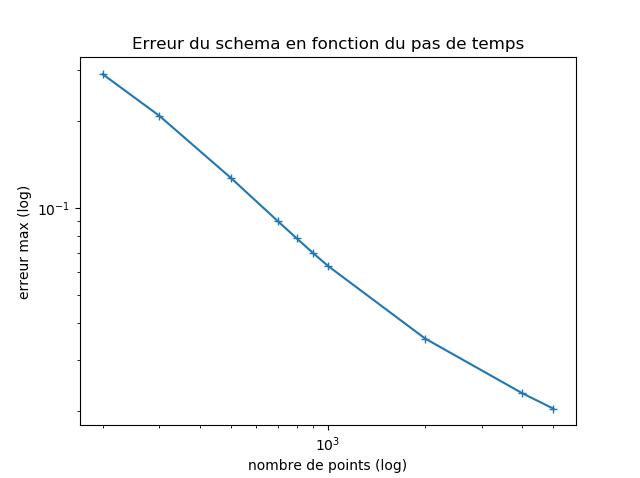 Erreur du schema en fonction du pas de temps
erreur max (log)
10⁻¹
10³
nombre de points (log)